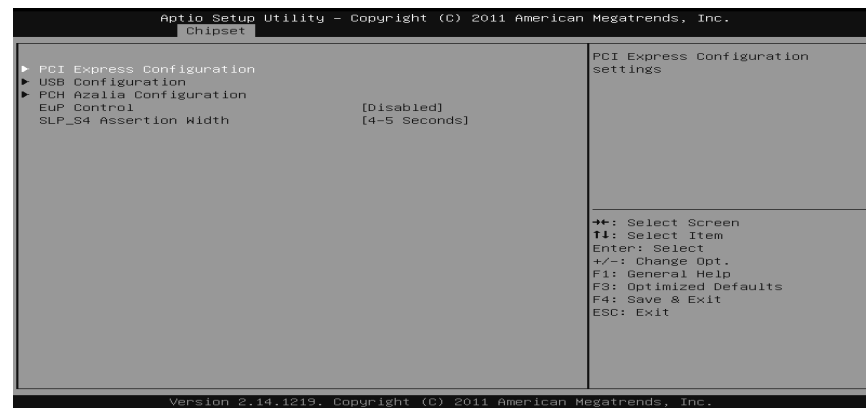 Aptio Setup Utility – Copyright (C) 2011 American Megatrends, Inc.
Chipset
► PCI Express Configuration
► USB Configuration
► PCH Azalia Configuration
EuP Control [Disabled]
SLP_S4 Assertion Width [4-5 Seconds]
PCI Express Configuration
settings
→←: Select Screen
↑↓: Select Item
Enter: Select
+/-: Change Opt.
F1: General Help
F3: Optimized Defaults
F4: Save & Exit
ESC: Exit
Version 2.14.1219. Copyright (C) 2011 American Megatrends, Inc.